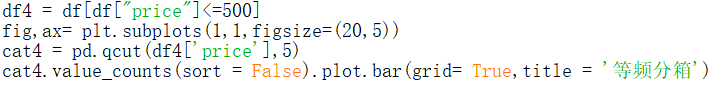 df4 = df[df["price"]<=500]
fig,ax= plt.subplots(1,1,figsize=(20,5))
cat4 = pd.qcut(df4['price'],5)
cat4.value_counts(sort = False).plot.bar(grid= True,title = '等频分箱')